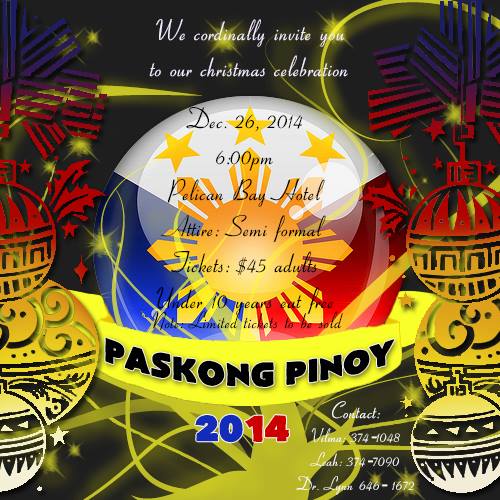 We cordinally invite you
to our christmas celebration
Dec. 26, 2014
6:00pm
Pelican Bay Hotel
Attire: Semi formal
Tickets: $45 adults
Under 10 years eat free
Note: Limited tickets to be sold
PASKONG PINOY
2014
Contact:
Vilma: 374-1048
Leah: 374-7090
Dr. Lynn 646-1672